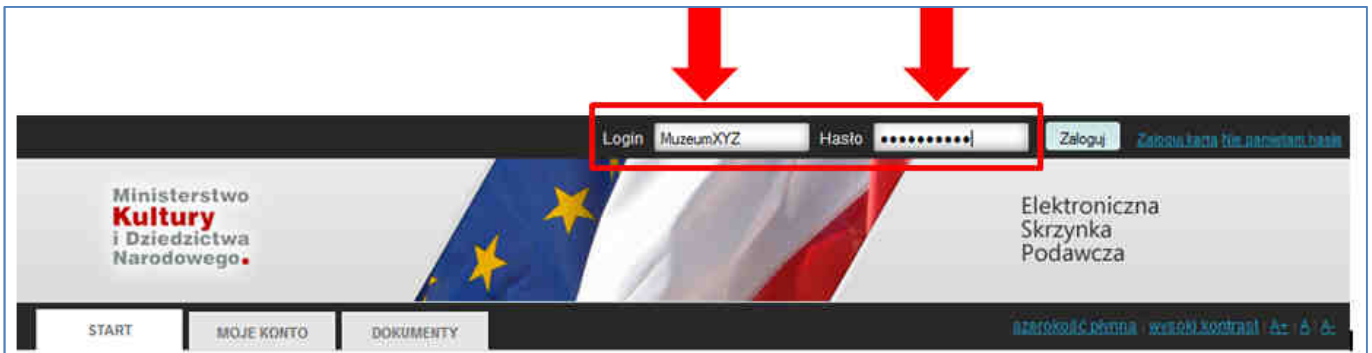 Login MuzeumXYZ Hasło •••••••••• Zaloguj Zaloguj kartą Nie pamiętam hasła
Ministerstwo
Kultury
i Dziedzictwa
Narodowego.
Elektroniczna
Skrzynka
Podawcza
START MOJE KONTO DOKUMENTY szerokość płynna | wysoki kontrast | A+ | A | A-